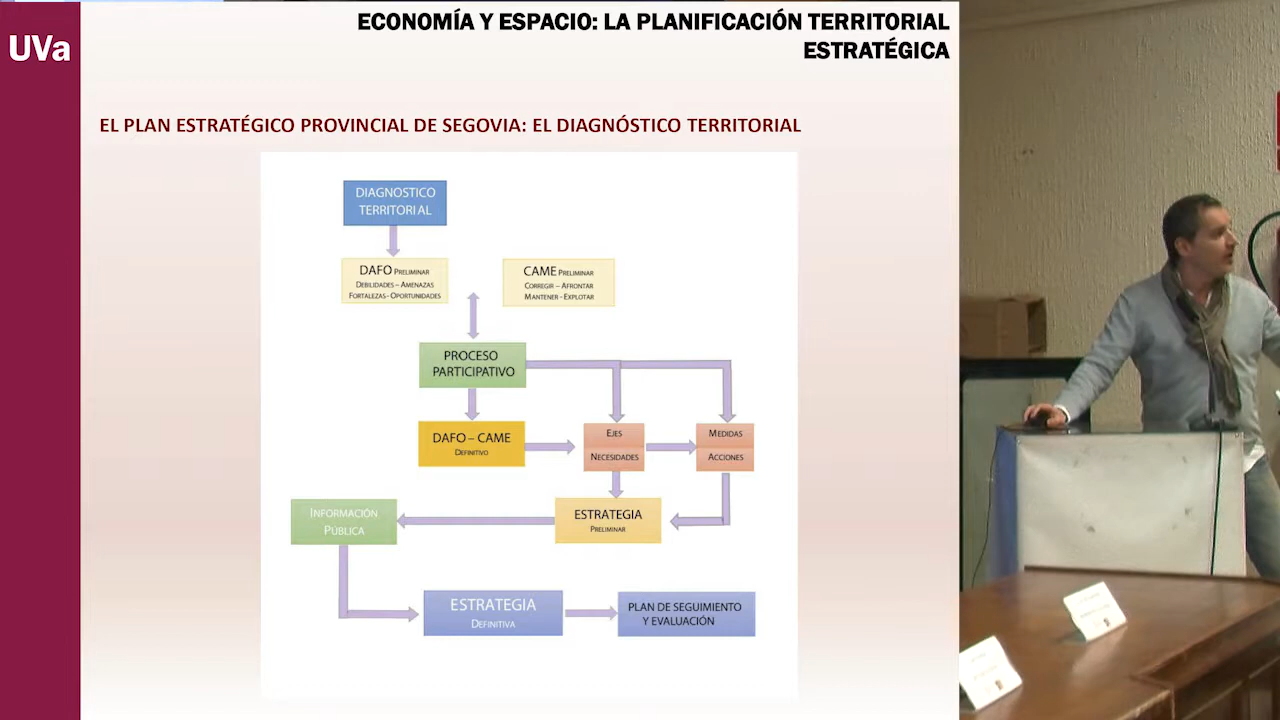 UVa
ECONOMÍA Y ESPACIO: LA PLANIFICACIÓN TERRITORIAL
ESTRATÉGICA
EL PLAN ESTRATÉGICO PROVINCIAL DE SEGOVIA: EL DIAGNÓSTICO TERRITORIAL
DIAGNOSTICO
TERRITORIAL
DAFO PRELIMINAR
DEBILIDADES – AMENAZAS
FORTALEZAS - OPORTUNIDADES
CAME PRELIMINAR
CORREGIR – AFRONTAR
MANTENER - EXPLOTAR
PROCESO
PARTICIPATIVO
DAFO – CAME
DEFINITIVO
EJES
NECESIDADES
MEDIDAS
ACCIONES
ESTRATEGIA
PRELIMINAR
INFORMACIÓN
PÚBLICA
ESTRATEGIA
DEFINITIVA
PLAN DE SEGUIMIENTO
Y EVALUACIÓN